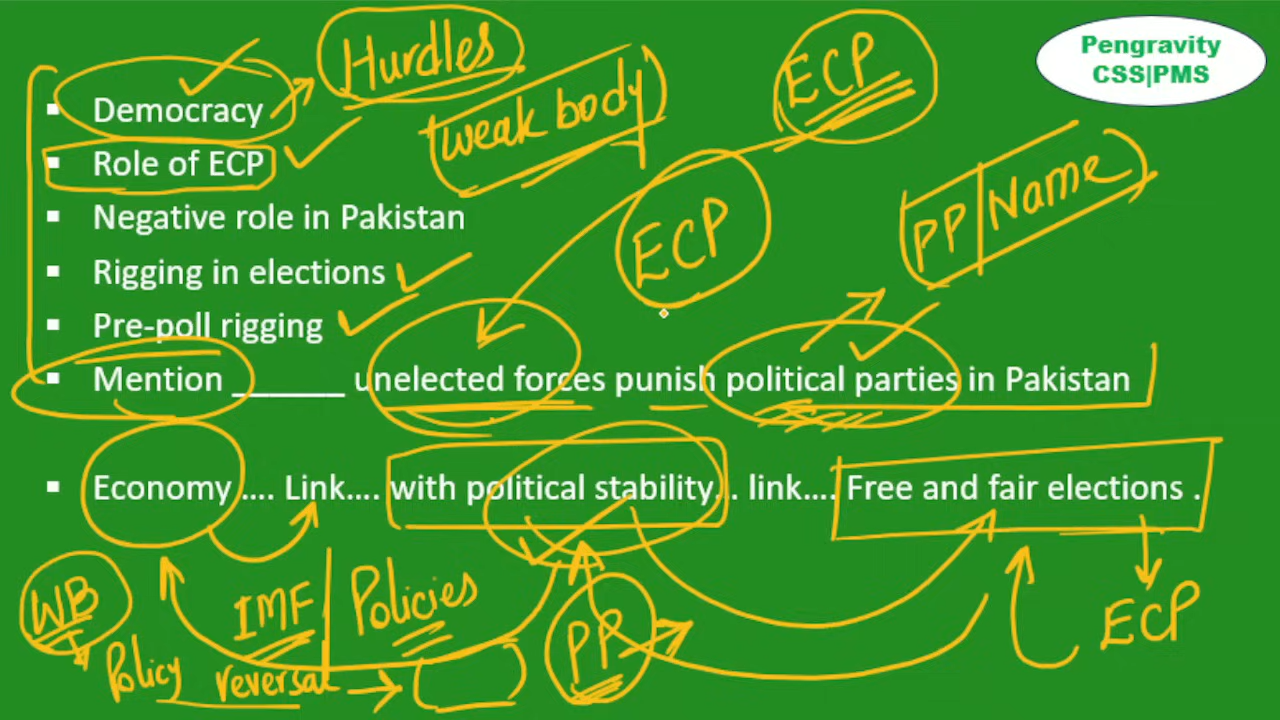 Pengravity
CSS|PMS
Hurdles
weak body
ECP
ECP
PP|Name
▪ Democracy
▪ Role of ECP
▪ Negative role in Pakistan
▪ Rigging in elections
▪ Pre-poll rigging
▪ Mention ______ unelected forces punish political parties in Pakistan
▪ Economy .... Link.... with political stability... link.... Free and fair elections .
WB
IMF
Policies
Policy reversal
PP
ECP